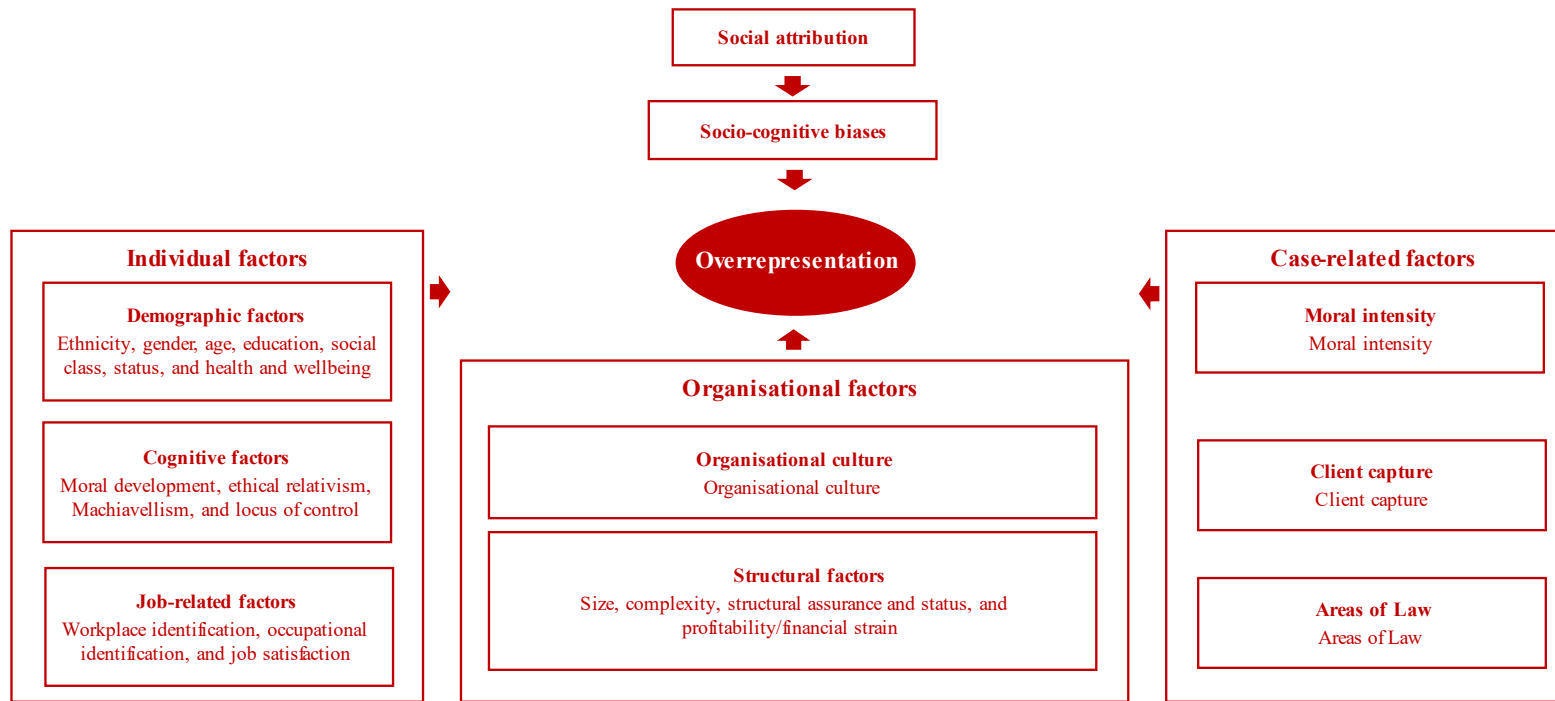 Social attribution
Socio-cognitive biases
Overrepresentation
Individual factors
Demographic factors
Ethnicity, gender, age, education, social
class, status, and health and wellbeing
Cognitive factors
Moral development, ethical relativism,
Machiavellism, and locus of control
Job-related factors
Workplace identification, occupational
identification, and job satisfaction
Organisational factors
Organisational culture
Organisational culture
Structural factors
Size, complexity, structural assurance and status, and
profitability/financial strain
Case-related factors
Moral intensity
Moral intensity
Client capture
Client capture
Areas of Law
Areas of Law